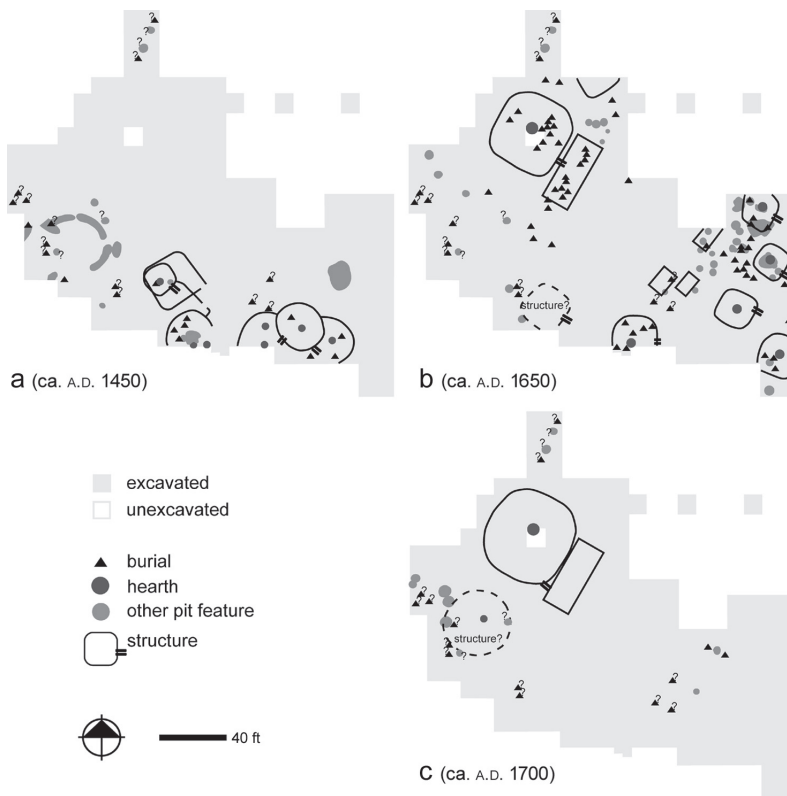 a (ca. A.D. 1450)
b (ca. A.D. 1650)
structure?
excavated
unexcavated
burial
hearth
other pit feature
structure
40 ft
structure?
c (ca. A.D. 1700)